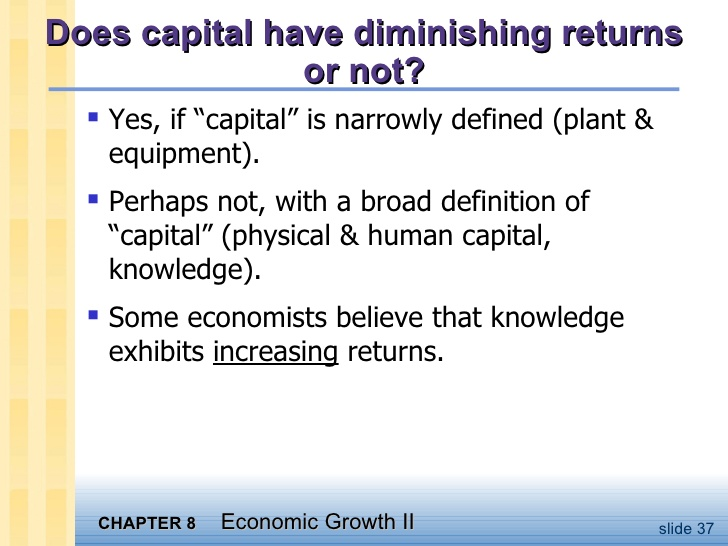 Does capital have diminishing returns
or not?
Yes, if “capital” is narrowly defined (plant &
equipment).
Perhaps not, with a broad definition of
“capital” (physical & human capital,
knowledge).
Some economists believe that knowledge
exhibits increasing returns.
CHAPTER 8 Economic Growth II
slide 37